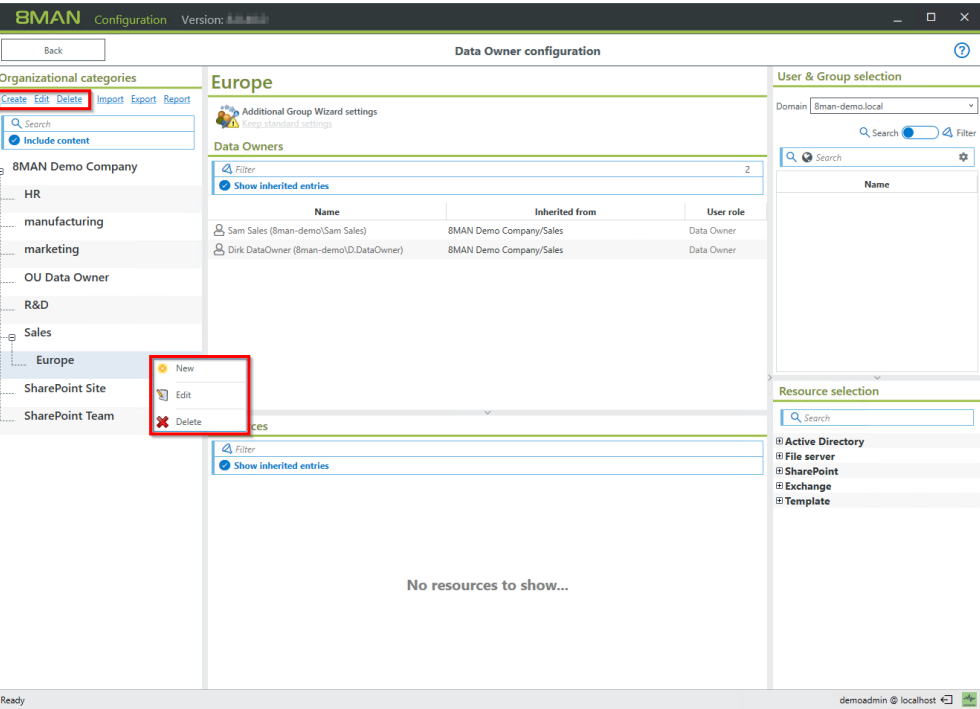 8MAN Configuration Version:
Back
Data Owner configuration
?
Organizational categories
Create Edit Delete Import Export Report
Search
Include content
8MAN Demo Company
HR
manufacturing
marketing
OU Data Owner
R&D
Sales
Europe
SharePoint Site
SharePoint Team
New
Edit
Delete
Europe
Additional Group Wizard settings
Keep standard settings
Data Owners
Filter 2
Show inherited entries
Name Inherited from User role
Sam Sales (8man-demo\Sam Sales) 8MAN Demo Company/Sales Data Owner
Dirk DataOwner (8man-demo\D.DataOwner) 8MAN Demo Company/Sales Data Owner
ces
Filter
Show inherited entries
No resources to show...
User & Group selection
Domain 8man-demo.local
Search Filter
Search
Name
Resource selection
Search
Active Directory
File server
SharePoint
Exchange
Template
Ready
demoadmin @ localhost